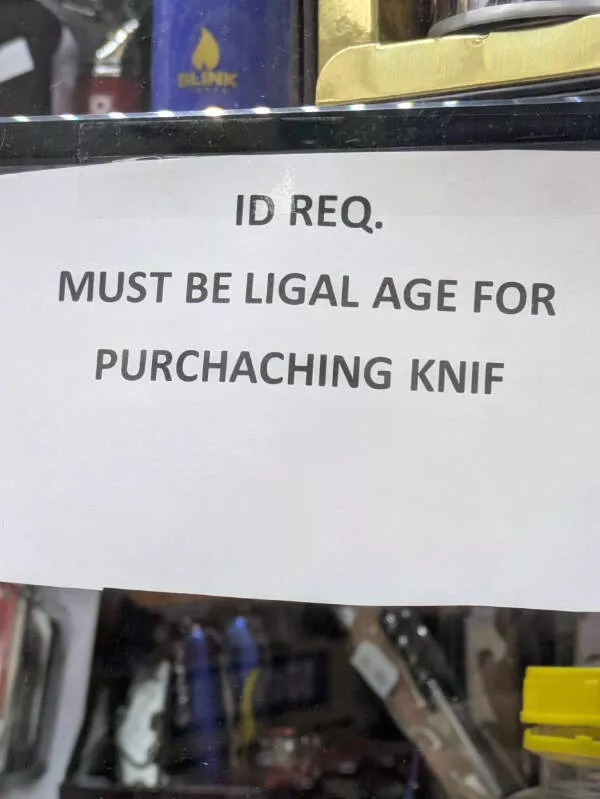 BLINK
ID REQ.
MUST BE LIGAL AGE FOR
PURCHACHING KNIF